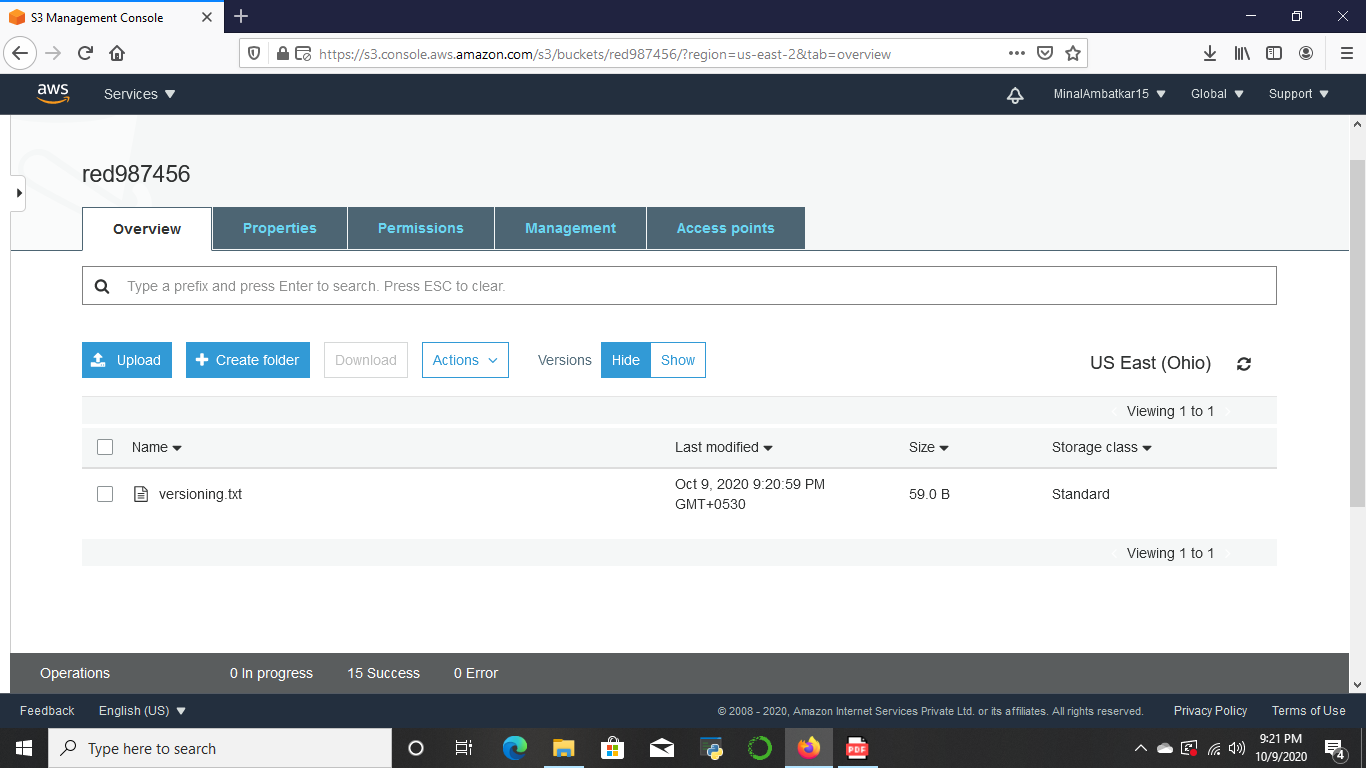 S3 Management Console
https://s3.console.aws.amazon.com/s3/buckets/red987456/?region=us-east-2&tab=overview
aws Services MinalAmbatkar15 Global Support
red987456
Overview Properties Permissions Management Access points
Type a prefix and press Enter to search. Press ESC to clear.
Upload Create folder Download Actions Versions Hide Show US East (Ohio)
Viewing 1 to 1
Name Last modified Size Storage class
versioning.txt Oct 9, 2020 9:20:59 PM 59.0 B Standard
GMT+0530
Viewing 1 to 1
Operations 0 In progress 15 Success 0 Error
Feedback English (US) © 2008 - 2020, Amazon Internet Services Private Ltd. or its affiliates. All rights reserved. Privacy Policy Terms of Use
Type here to search PDF 9:21 PM
10/9/2020 4